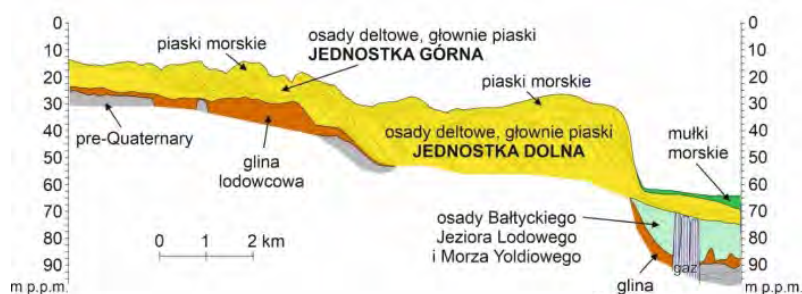 0
10
20
30
40
50
60
70
80
90
m p.p.m.
piaski morskie
osady deltowe, głownie piaski
JEDNOSTKA GÓRNA
pre-Quaternary
glina
lodowcowa
0 1 2 km
piaski morskie
osady deltowe, głownie piaski
JEDNOSTKA DOLNA
mułki
morskie
osady Bałtyckiego
Jeziora Lodowego
i Morza Yoldiowego
glina
gaz
0
10
20
30
40
50
60
70
80
90
m p.p.m.